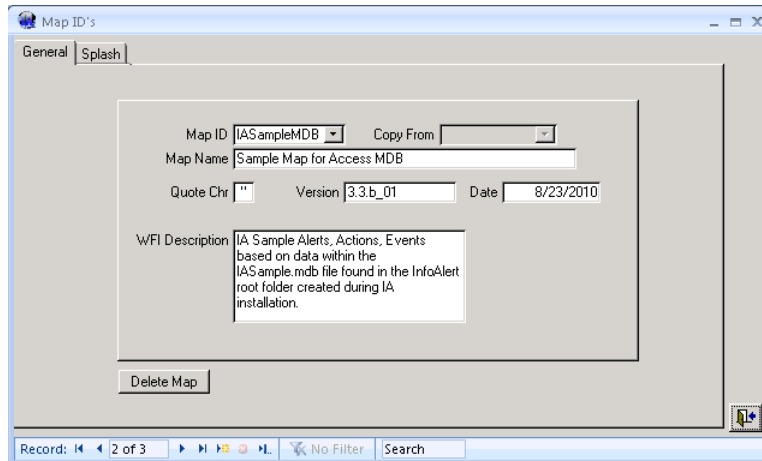 Map ID's
General Splash
Map ID IASampleMDB Copy From
Map Name Sample Map for Access MDB
Quote Chr " Version 3.3.b_01 Date 8/23/2010
WFI Description IA Sample Alerts, Actions, Events
based on data within the
IASample.mdb file found in the InfoAlert
root folder created during IA
installation.
Delete Map
Record: 2 of 3 No Filter Search